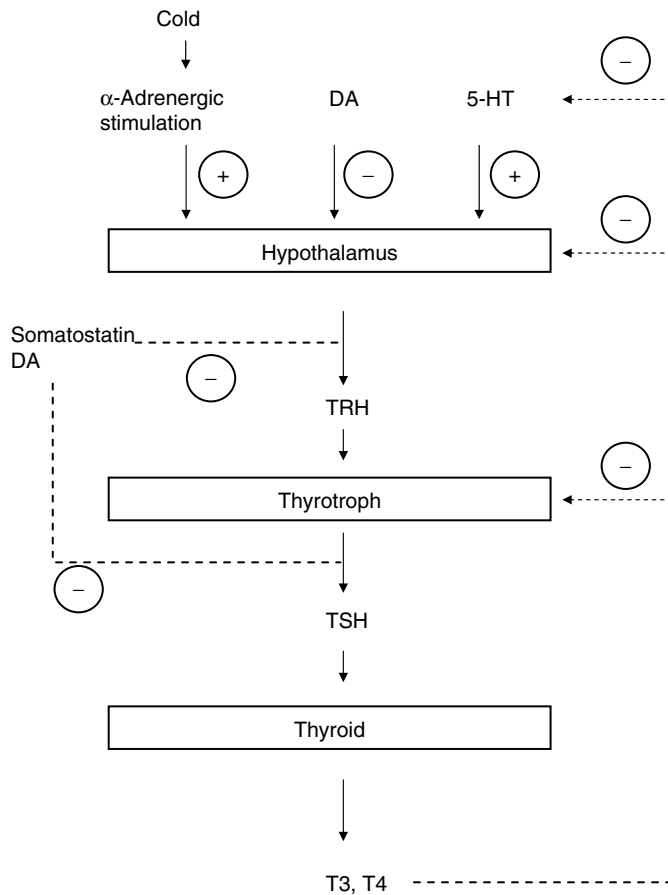 Cold
α-Adrenergic
stimulation
DA
5-HT
−
+
−
+
−
Hypothalamus
Somatostatin
DA
−
TRH
−
Thyrotroph
−
TSH
Thyroid
T3, T4